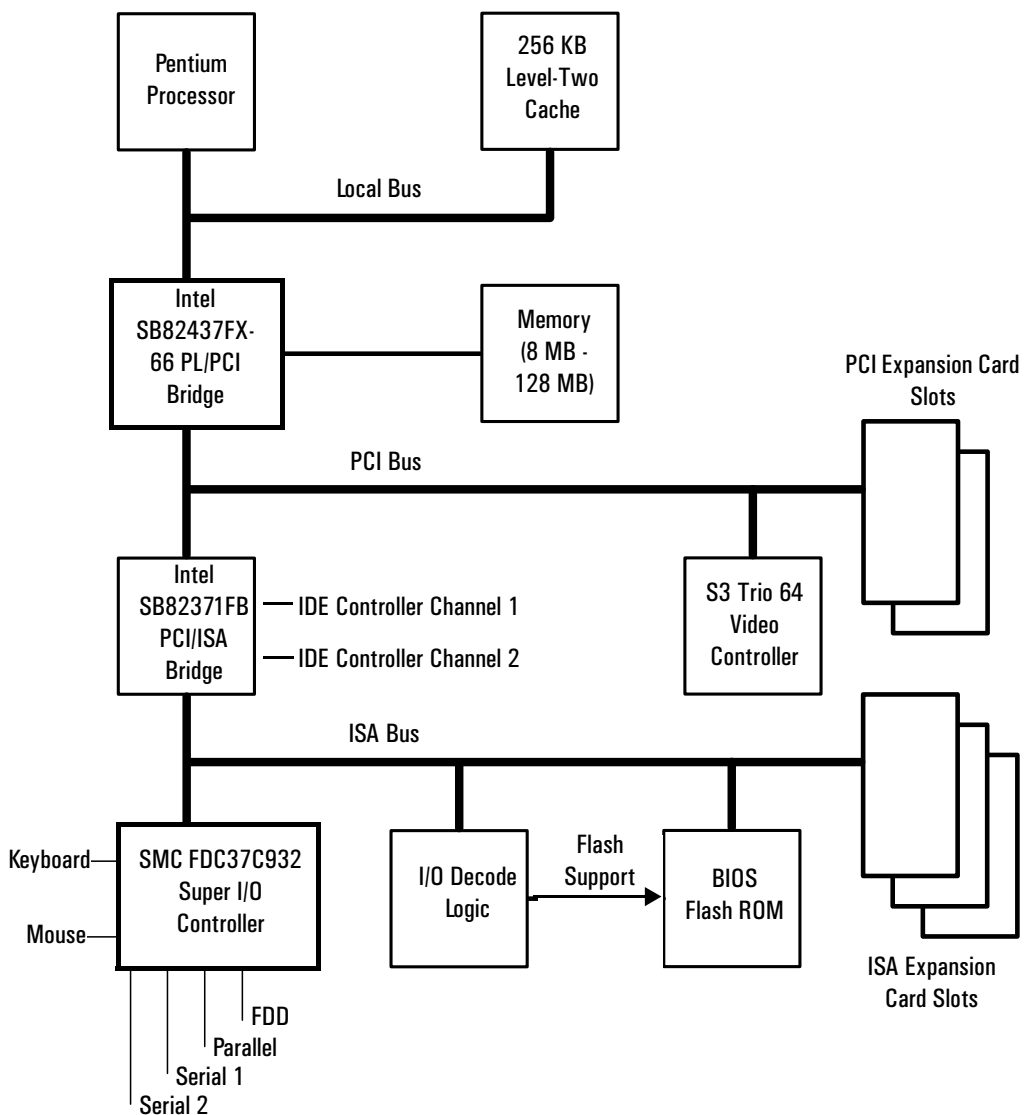 Pentium
Processor
256 KB
Level-Two
Cache
Local Bus
Intel
SB82437FX-
66 PL/PCI
Bridge
Memory
(8 MB -
128 MB)
PCI Expansion Card
Slots
PCI Bus
Intel
SB82371FB
PCI/ISA
Bridge
IDE Controller Channel 1
IDE Controller Channel 2
S3 Trio 64
Video
Controller
ISA Bus
Keyboard
Mouse
SMC FDC37C932
Super I/O
Controller
I/O Decode
Logic
Flash
Support
BIOS
Flash ROM
ISA Expansion
Card Slots
FDD
Parallel
Serial 1
Serial 2